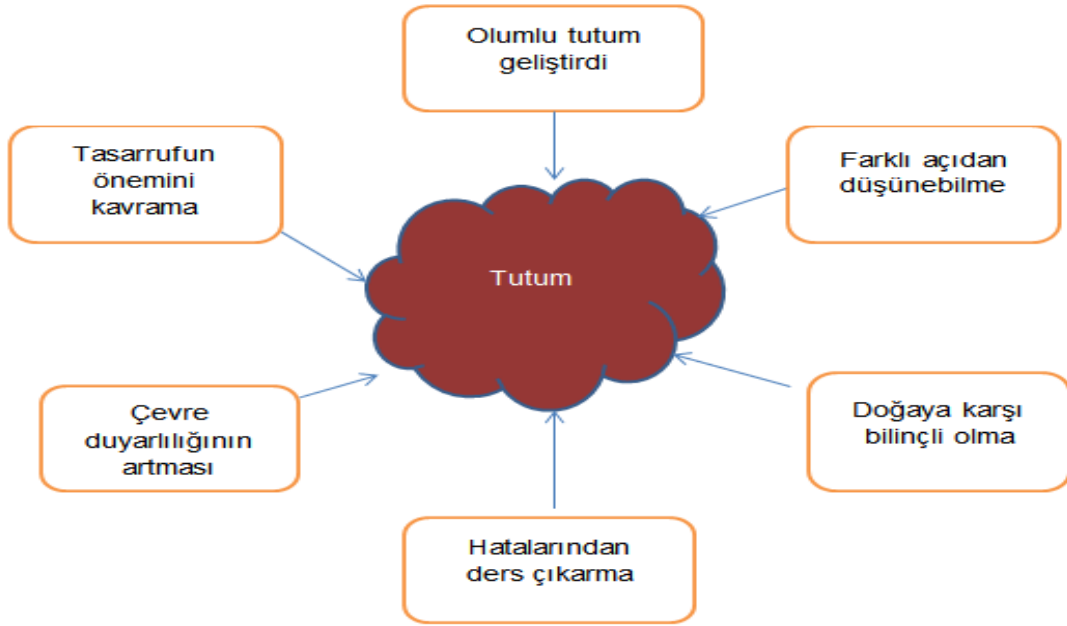 Olumlu tutum
geliştirdi
Tasarrufun
önemini
kavrama
Farklı açıdan
düşünebilme
Tutum
Çevre
duyarlılığının
artması
Doğaya karşı
bilinçli olma
Hatalarından
ders çıkarma